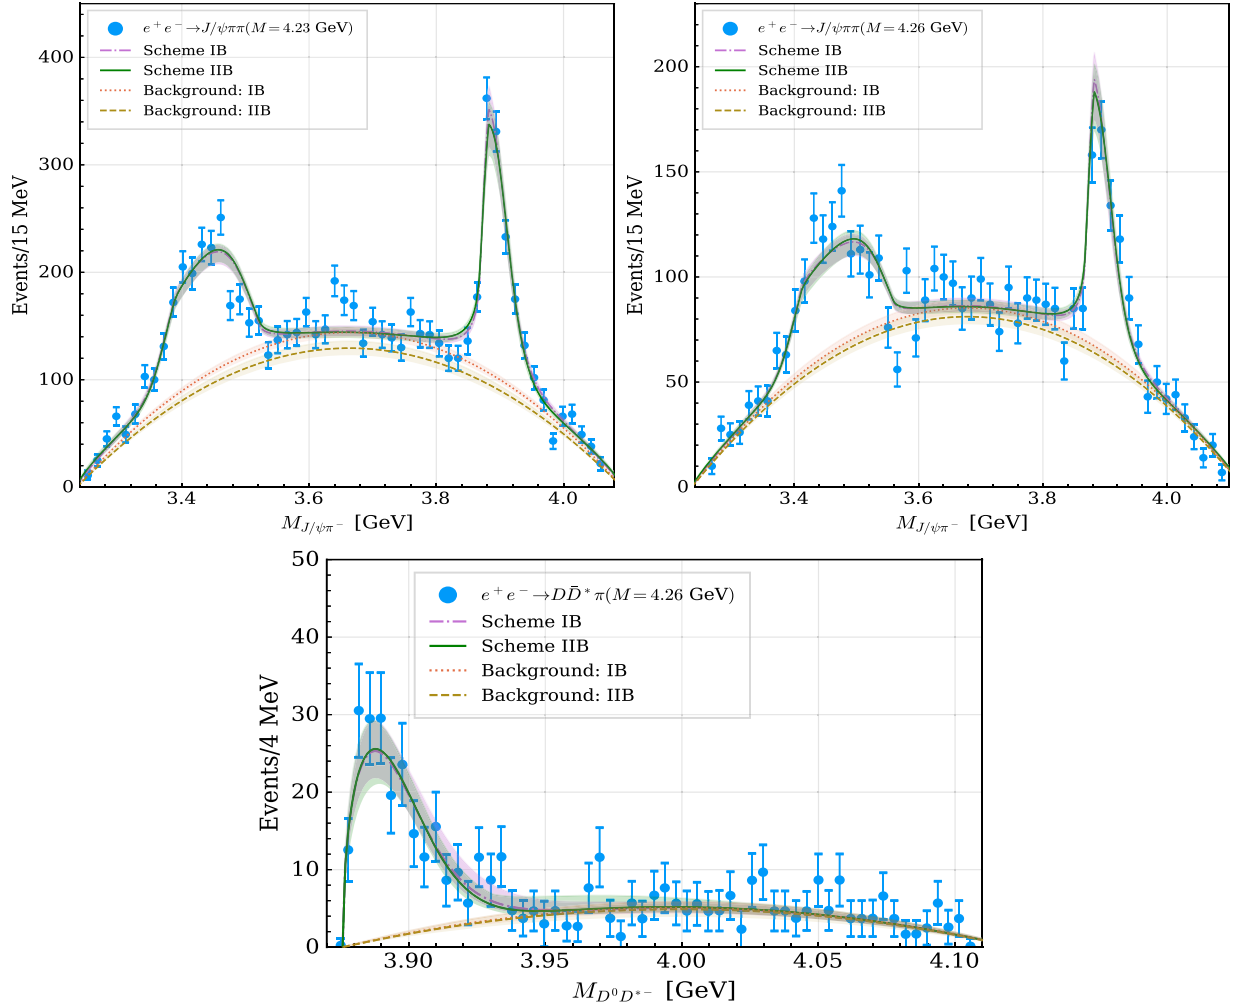 e⁺e⁻→J/ψππ(M=4.23 GeV)
Scheme IB
Scheme IIB
Background: IB
Background: IIB
Events/15 MeV
400
300
200
100
0
3.4 3.6 3.8 4.0
M_{J/ψπ⁻} [GeV]
e⁺e⁻→J/ψππ(M=4.26 GeV)
Scheme IB
Scheme IIB
Background: IB
Background: IIB
Events/15 MeV
200
150
100
50
0
3.4 3.6 3.8 4.0
M_{J/ψπ⁻} [GeV]
e⁺e⁻→DD̄*π(M=4.26 GeV)
Scheme IB
Scheme IIB
Background: IB
Background: IIB
Events/4 MeV
50
40
30
20
10
0
3.90 3.95 4.00 4.05 4.10
M_{D⁰D*⁻} [GeV]